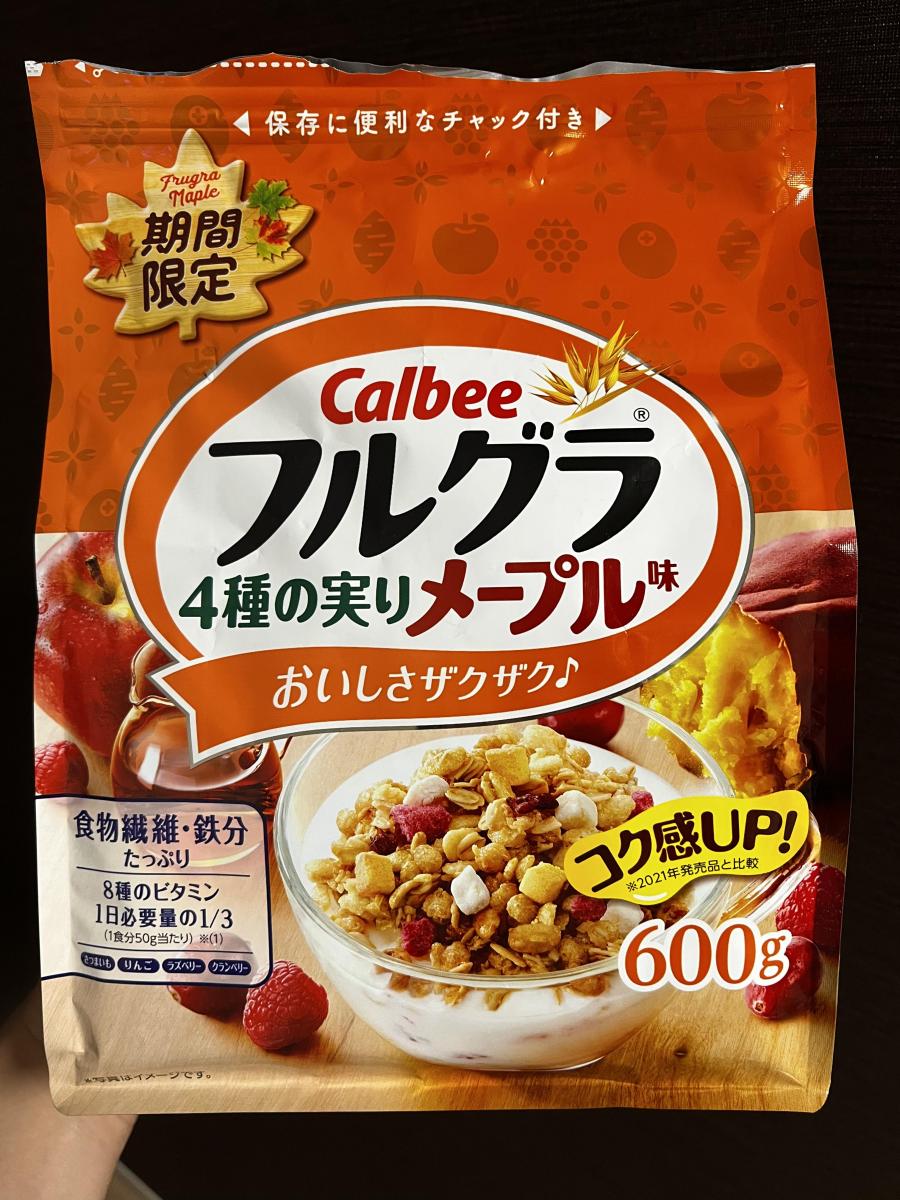 保存に便利なチャック付き
Frugra
Maple
期間
限定
Calbee
®
フルグラ
4種の実りメープル味
おいしさザクザク♪
食物繊維・鉄分
たっぷり
8種のビタミン
1日必要量の1/3
(1食分50g当たり) ※(1)
さつまいも りんご ラズベリー クランベリー
コク感UP!
※2021年発売品と比較
600g
※写真はイメージです。